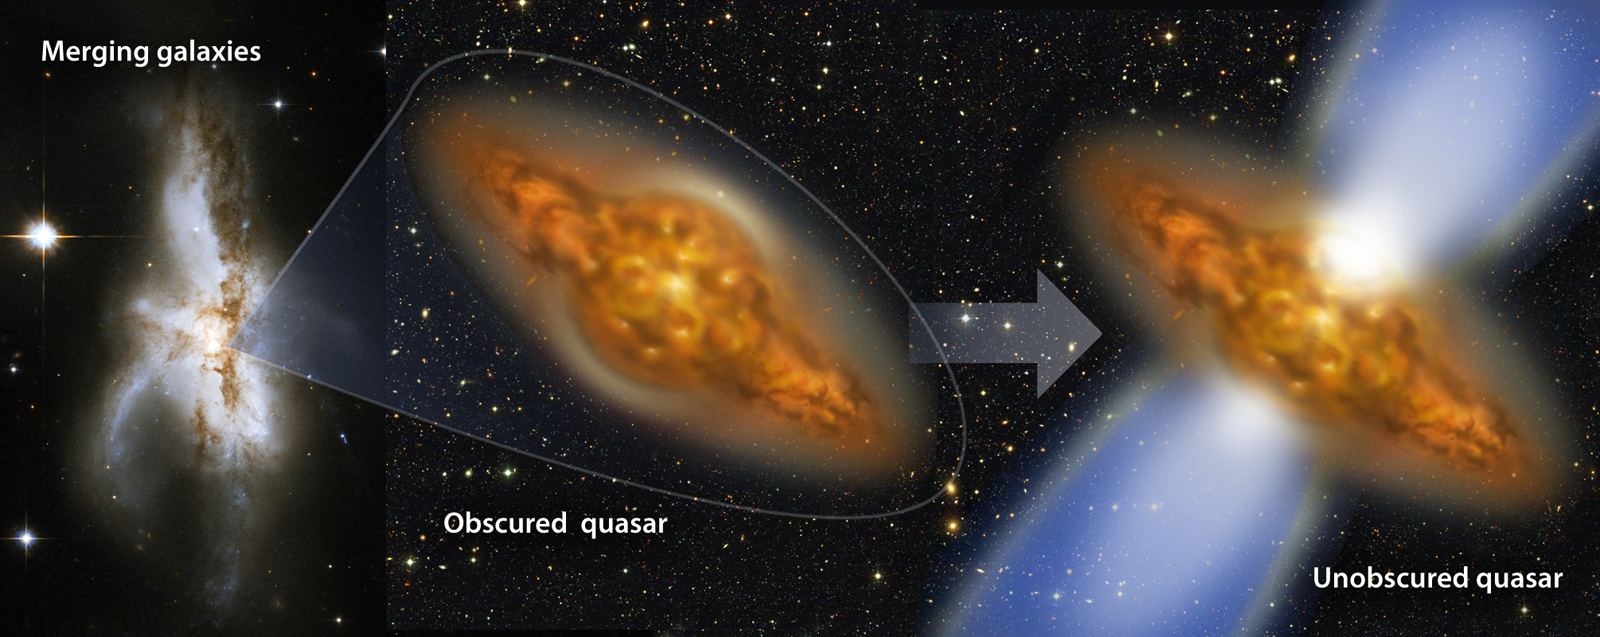 Merging galaxies
Obscured quasar
Unobscured quasar